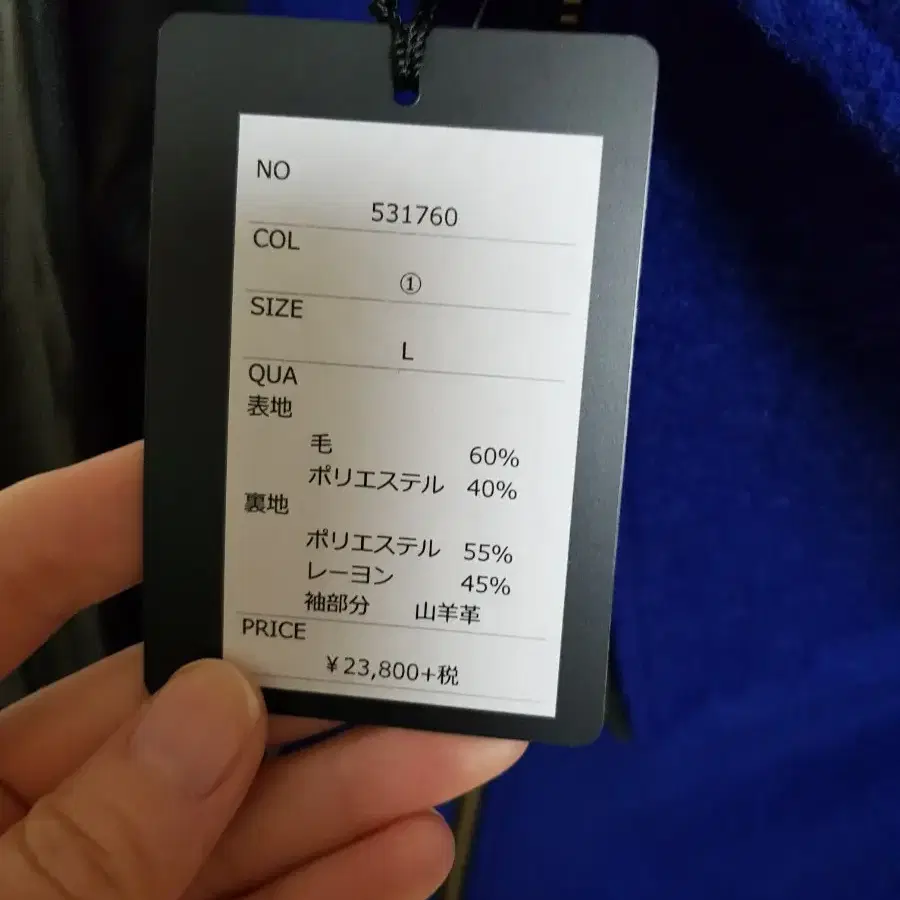 NO
531760
COL
①
SIZE
L
QUA
表地
毛 60%
ポリエステル 40%
裏地
ポリエステル 55%
レーヨン 45%
袖部分 山羊革
PRICE
¥23,800+税